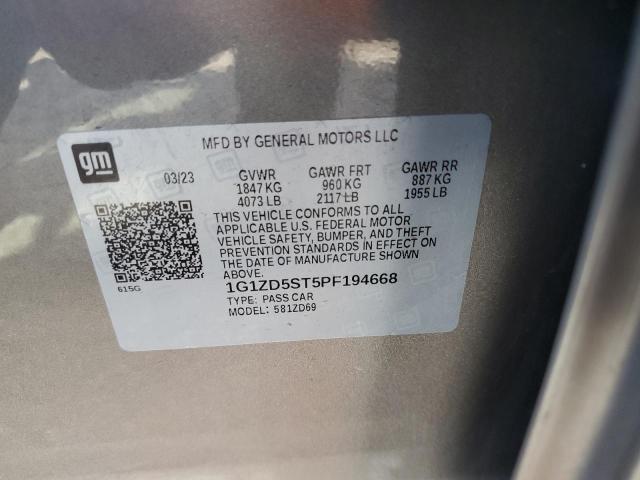 MFD BY GENERAL MOTORS LLC
gm
03/23 GVWR GAWR FRT GAWR RR
1847 KG 960 KG 887 KG
4073 LB 2117 LB 1955 LB
THIS VEHICLE CONFORMS TO ALL
APPLICABLE U.S. FEDERAL MOTOR
VEHICLE SAFETY, BUMPER, AND THEFT
PREVENTION STANDARDS IN EFFECT ON
THE DATE OF MANUFACTURE SHOWN
ABOVE.
615G
1G1ZD5ST5PF194668
TYPE: PASS CAR
MODEL: 581ZD69